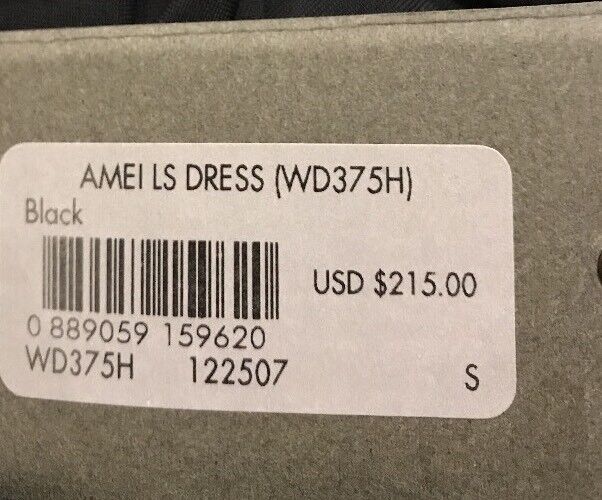 AMEI LS DRESS (WD375H)
Black
USD $215.00
0 889059 159620
WD375H 122507
S